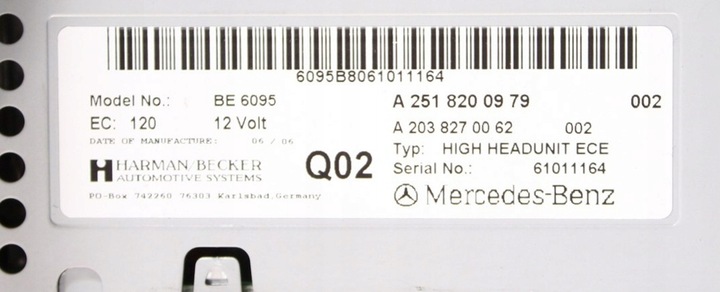 6095B8061011164
Model No.: BE 6095
EC: 120 12 Volt
DATE OF MANUFACTURE: 06 / 06
HARMAN/BECKER
AUTOMOTIVE SYSTEMS
PO-Box 742260 76303 Karlsbad,Germany
Q02
A 251 820 09 79 002
A 203 827 00 62 002
Typ: HIGH HEADUNIT ECE
Serial No.: 61011164
Mercedes-Benz